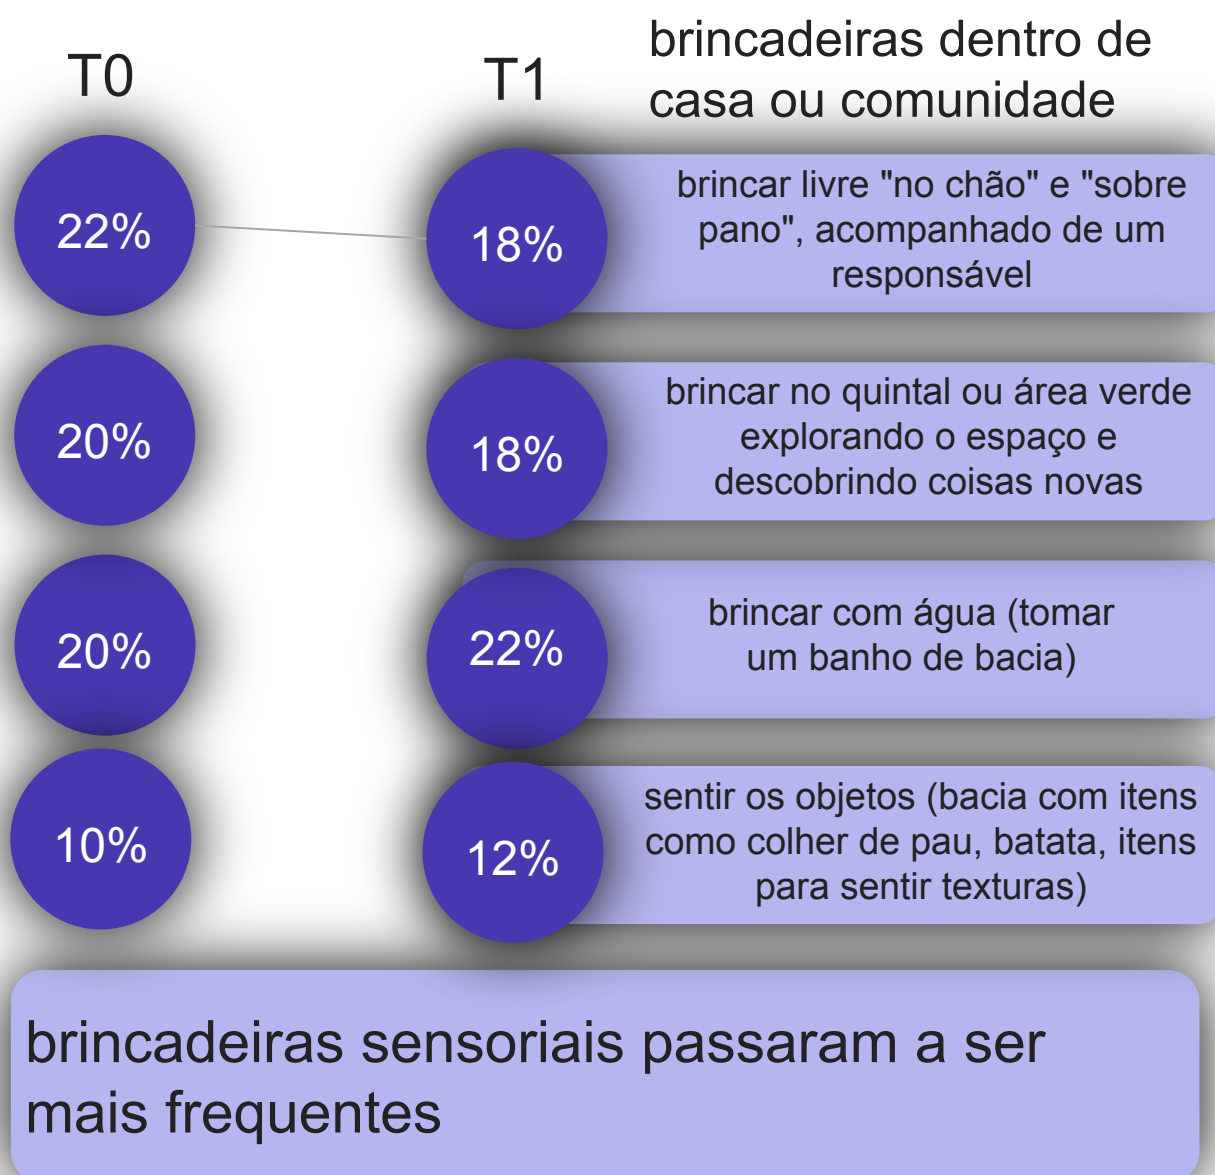 T0
T1
brincadeiras dentro de
casa ou comunidade
22%
18%
brincar livre "no chão" e "sobre
pano", acompanhado de um
responsável
20%
18%
brincar no quintal ou área verde
explorando o espaço e
descobrindo coisas novas
20%
22%
brincar com água (tomar
um banho de bacia)
10%
12%
sentir os objetos (bacia com itens
como colher de pau, batata, itens
para sentir texturas)
brincadeiras sensoriais passaram a ser
mais frequentes